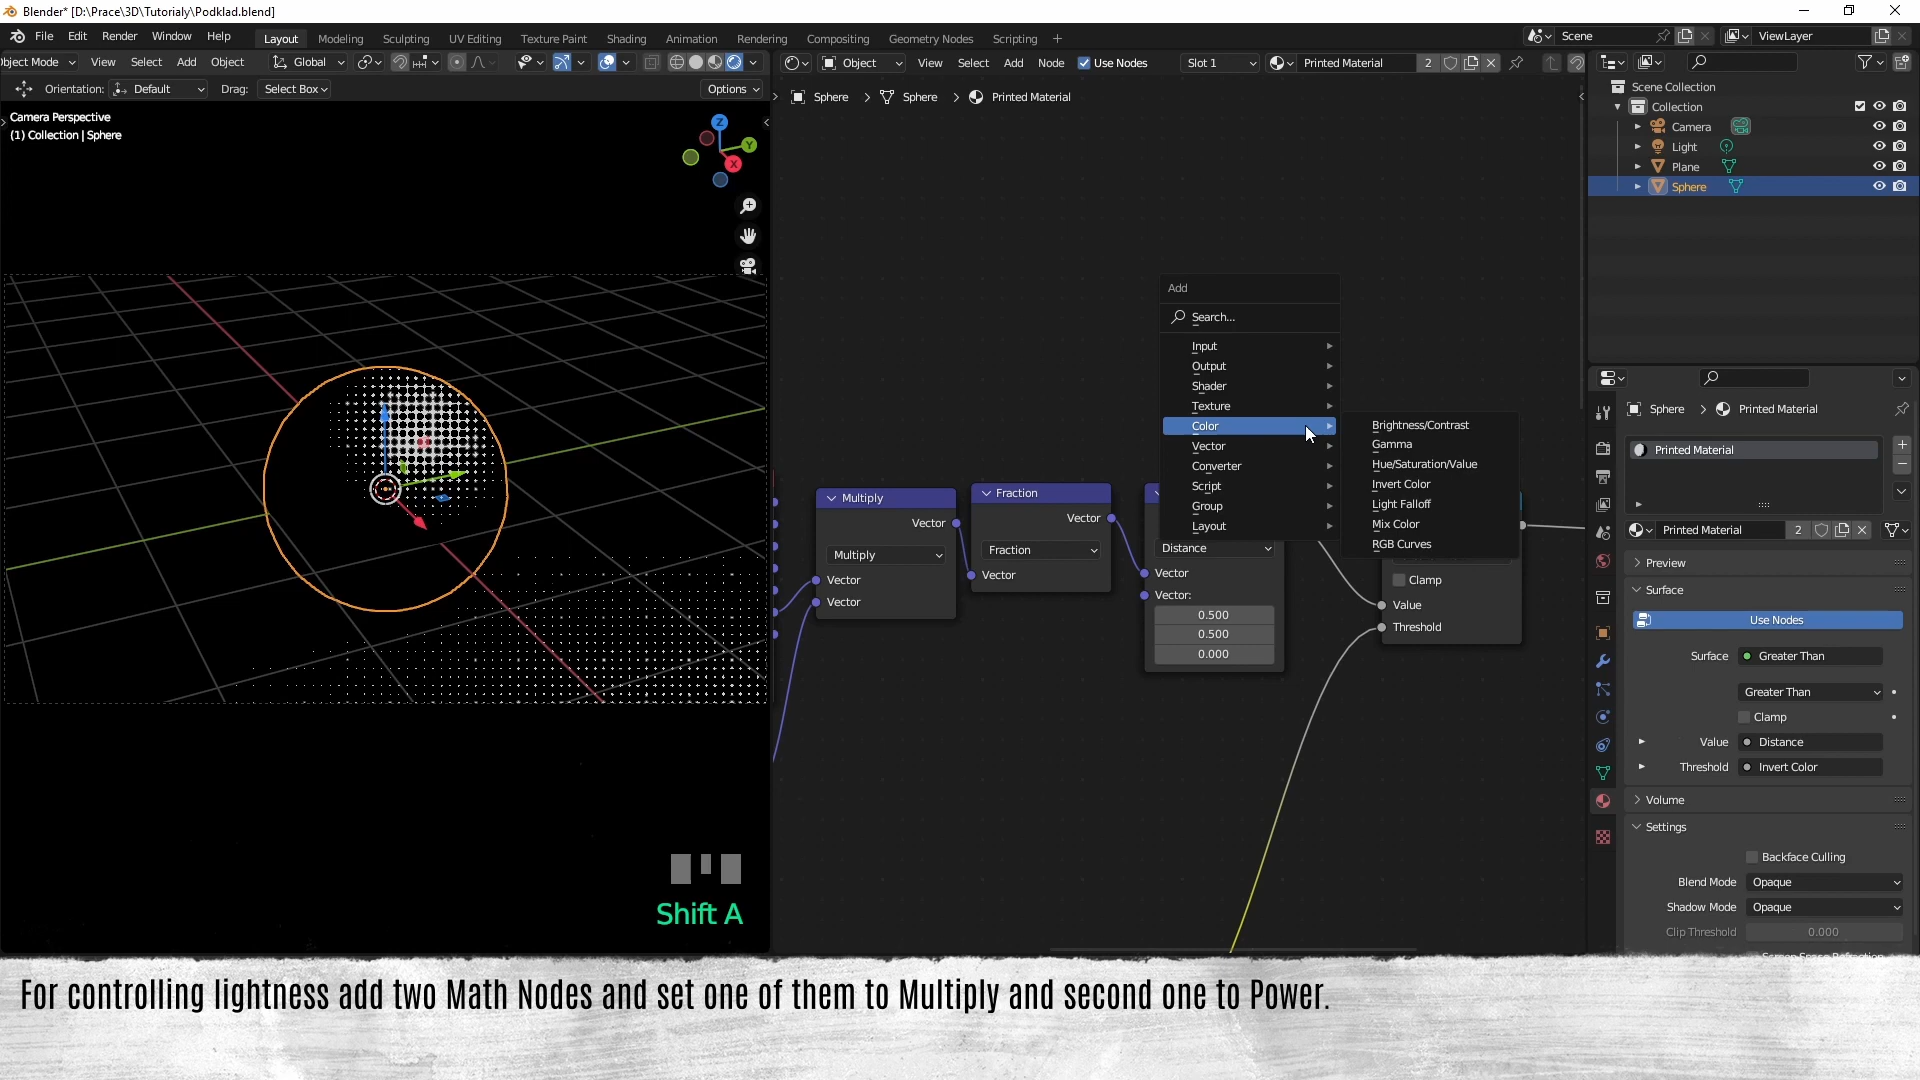 Blender* [D:\Prace\3D\Tutorialy\Podklad.blend]
File Edit Render Window Help Layout Modeling Sculpting UV Editing Texture Paint Shading Animation Rendering Compositing Geometry Nodes Scripting + Scene ViewLayer
bject Mode View Select Add Object Global Object View Select Add Node Use Nodes Slot 1 Printed Material 2
Orientation: Default Drag: Select Box Options
Sphere > Sphere > Printed Material
Camera Perspective
(1) Collection | Sphere
Z
Y
X
Scene Collection
Collection
Camera
Light
Plane
Sphere
Add
Search...
Input
Output
Shader
Texture
Color
Vector
Converter
Script
Group
Layout
Brightness/Contrast
Gamma
Hue/Saturation/Value
Invert Color
Light Falloff
Mix Color
RGB Curves
Multiply
Vector
Multiply
Vector
Vector
Fraction
Vector
Fraction
Vector
Distance
Vector
Vector:
0.500
0.500
0.000
Clamp
Value
Threshold
Sphere > Printed Material
Printed Material
Printed Material 2
Preview
Surface
Use Nodes
Surface Greater Than
Greater Than
Clamp
Value Distance
Threshold Invert Color
Volume
Settings
Backface Culling
Blend Mode Opaque
Shadow Mode Opaque
Clip Threshold 0.000
Shift A
For controlling lightness add two Math Nodes and set one of them to Multiply and second one to Power.